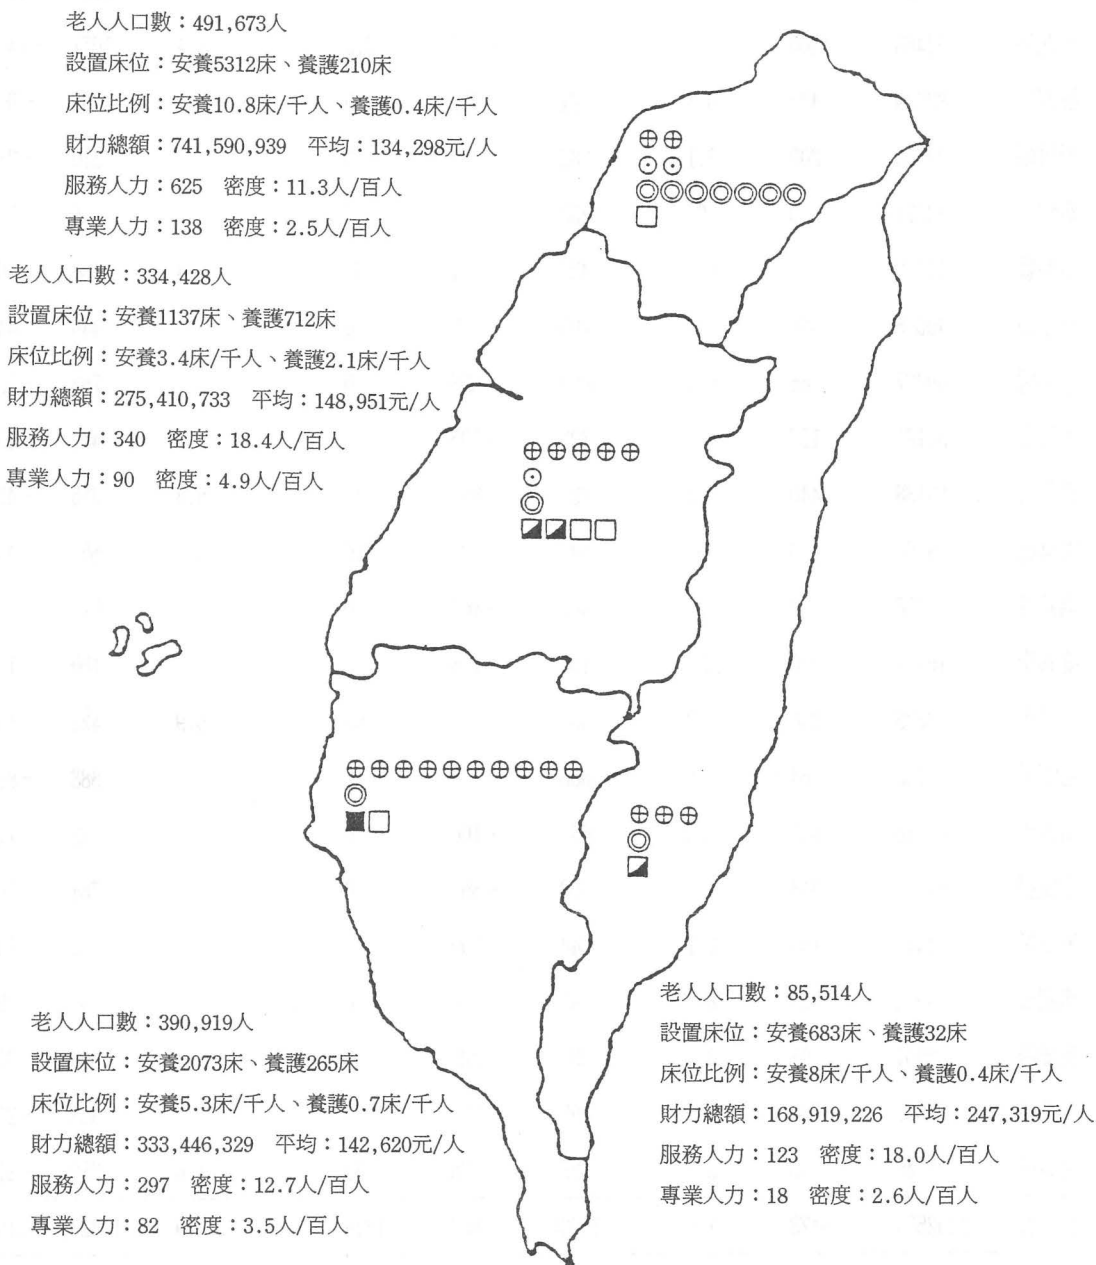 老人人口數：491,673人
設置床位：安養5312床、養護210床
床位比例：安養10.8床/千人、養護0.4床/千人
財力總額：741,590,939　平均：134,298元/人
服務人力：625　密度：11.3人/百人
專業人力：138　密度：2.5人/百人
老人人口數：334,428人
設置床位：安養1137床、養護712床
床位比例：安養3.4床/千人、養護2.1床/千人
財力總額：275,410,733　平均：148,951元/人
服務人力：340　密度：18.4人/百人
專業人力：90　密度：4.9人/百人
老人人口數：390,919人
設置床位：安養2073床、養護265床
床位比例：安養5.3床/千人、養護0.7床/千人
財力總額：333,446,329　平均：142,620元/人
服務人力：297　密度：12.7人/百人
專業人力：82　密度：3.5人/百人
老人人口數：85,514人
設置床位：安養683床、養護32床
床位比例：安養8床/千人、養護0.4床/千人
財力總額：168,919,226　平均：247,319元/人
服務人力：123　密度：18.0人/百人
專業人力：18　密度：2.6人/百人